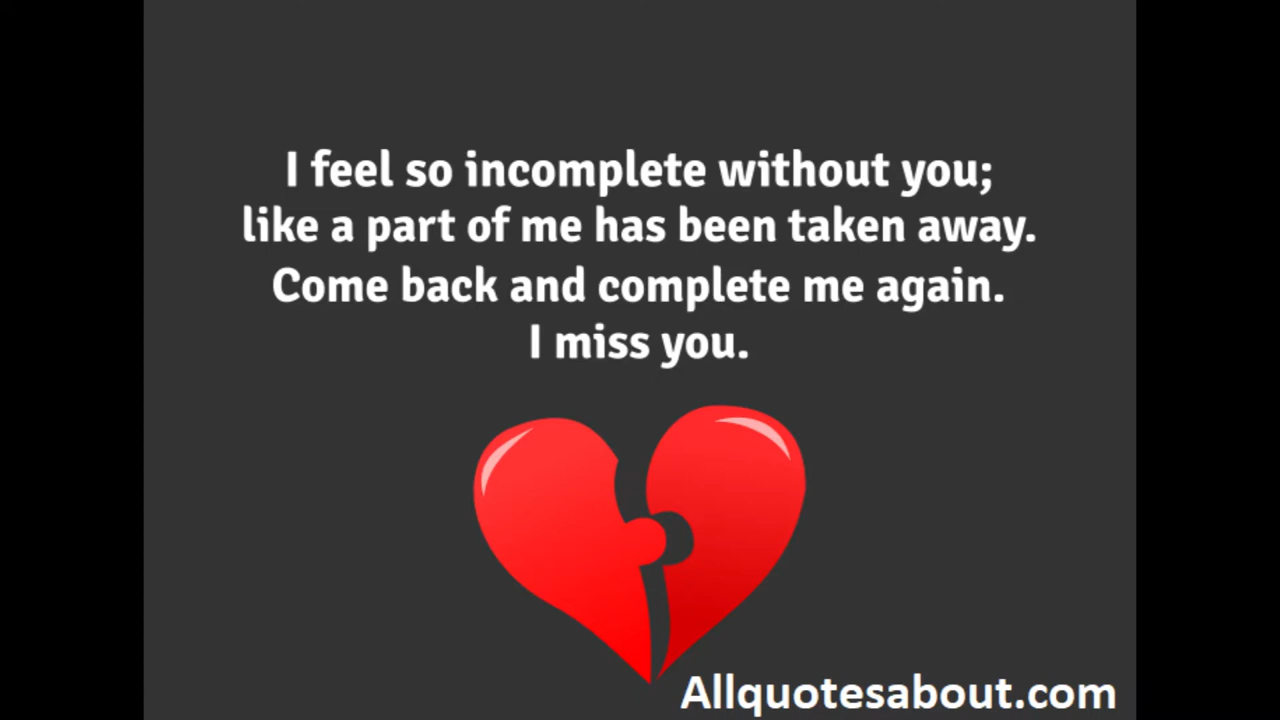 I feel so incomplete without you;
like a part of me has been taken away.
Come back and complete me again.
I miss you.
Allquotesabout.com